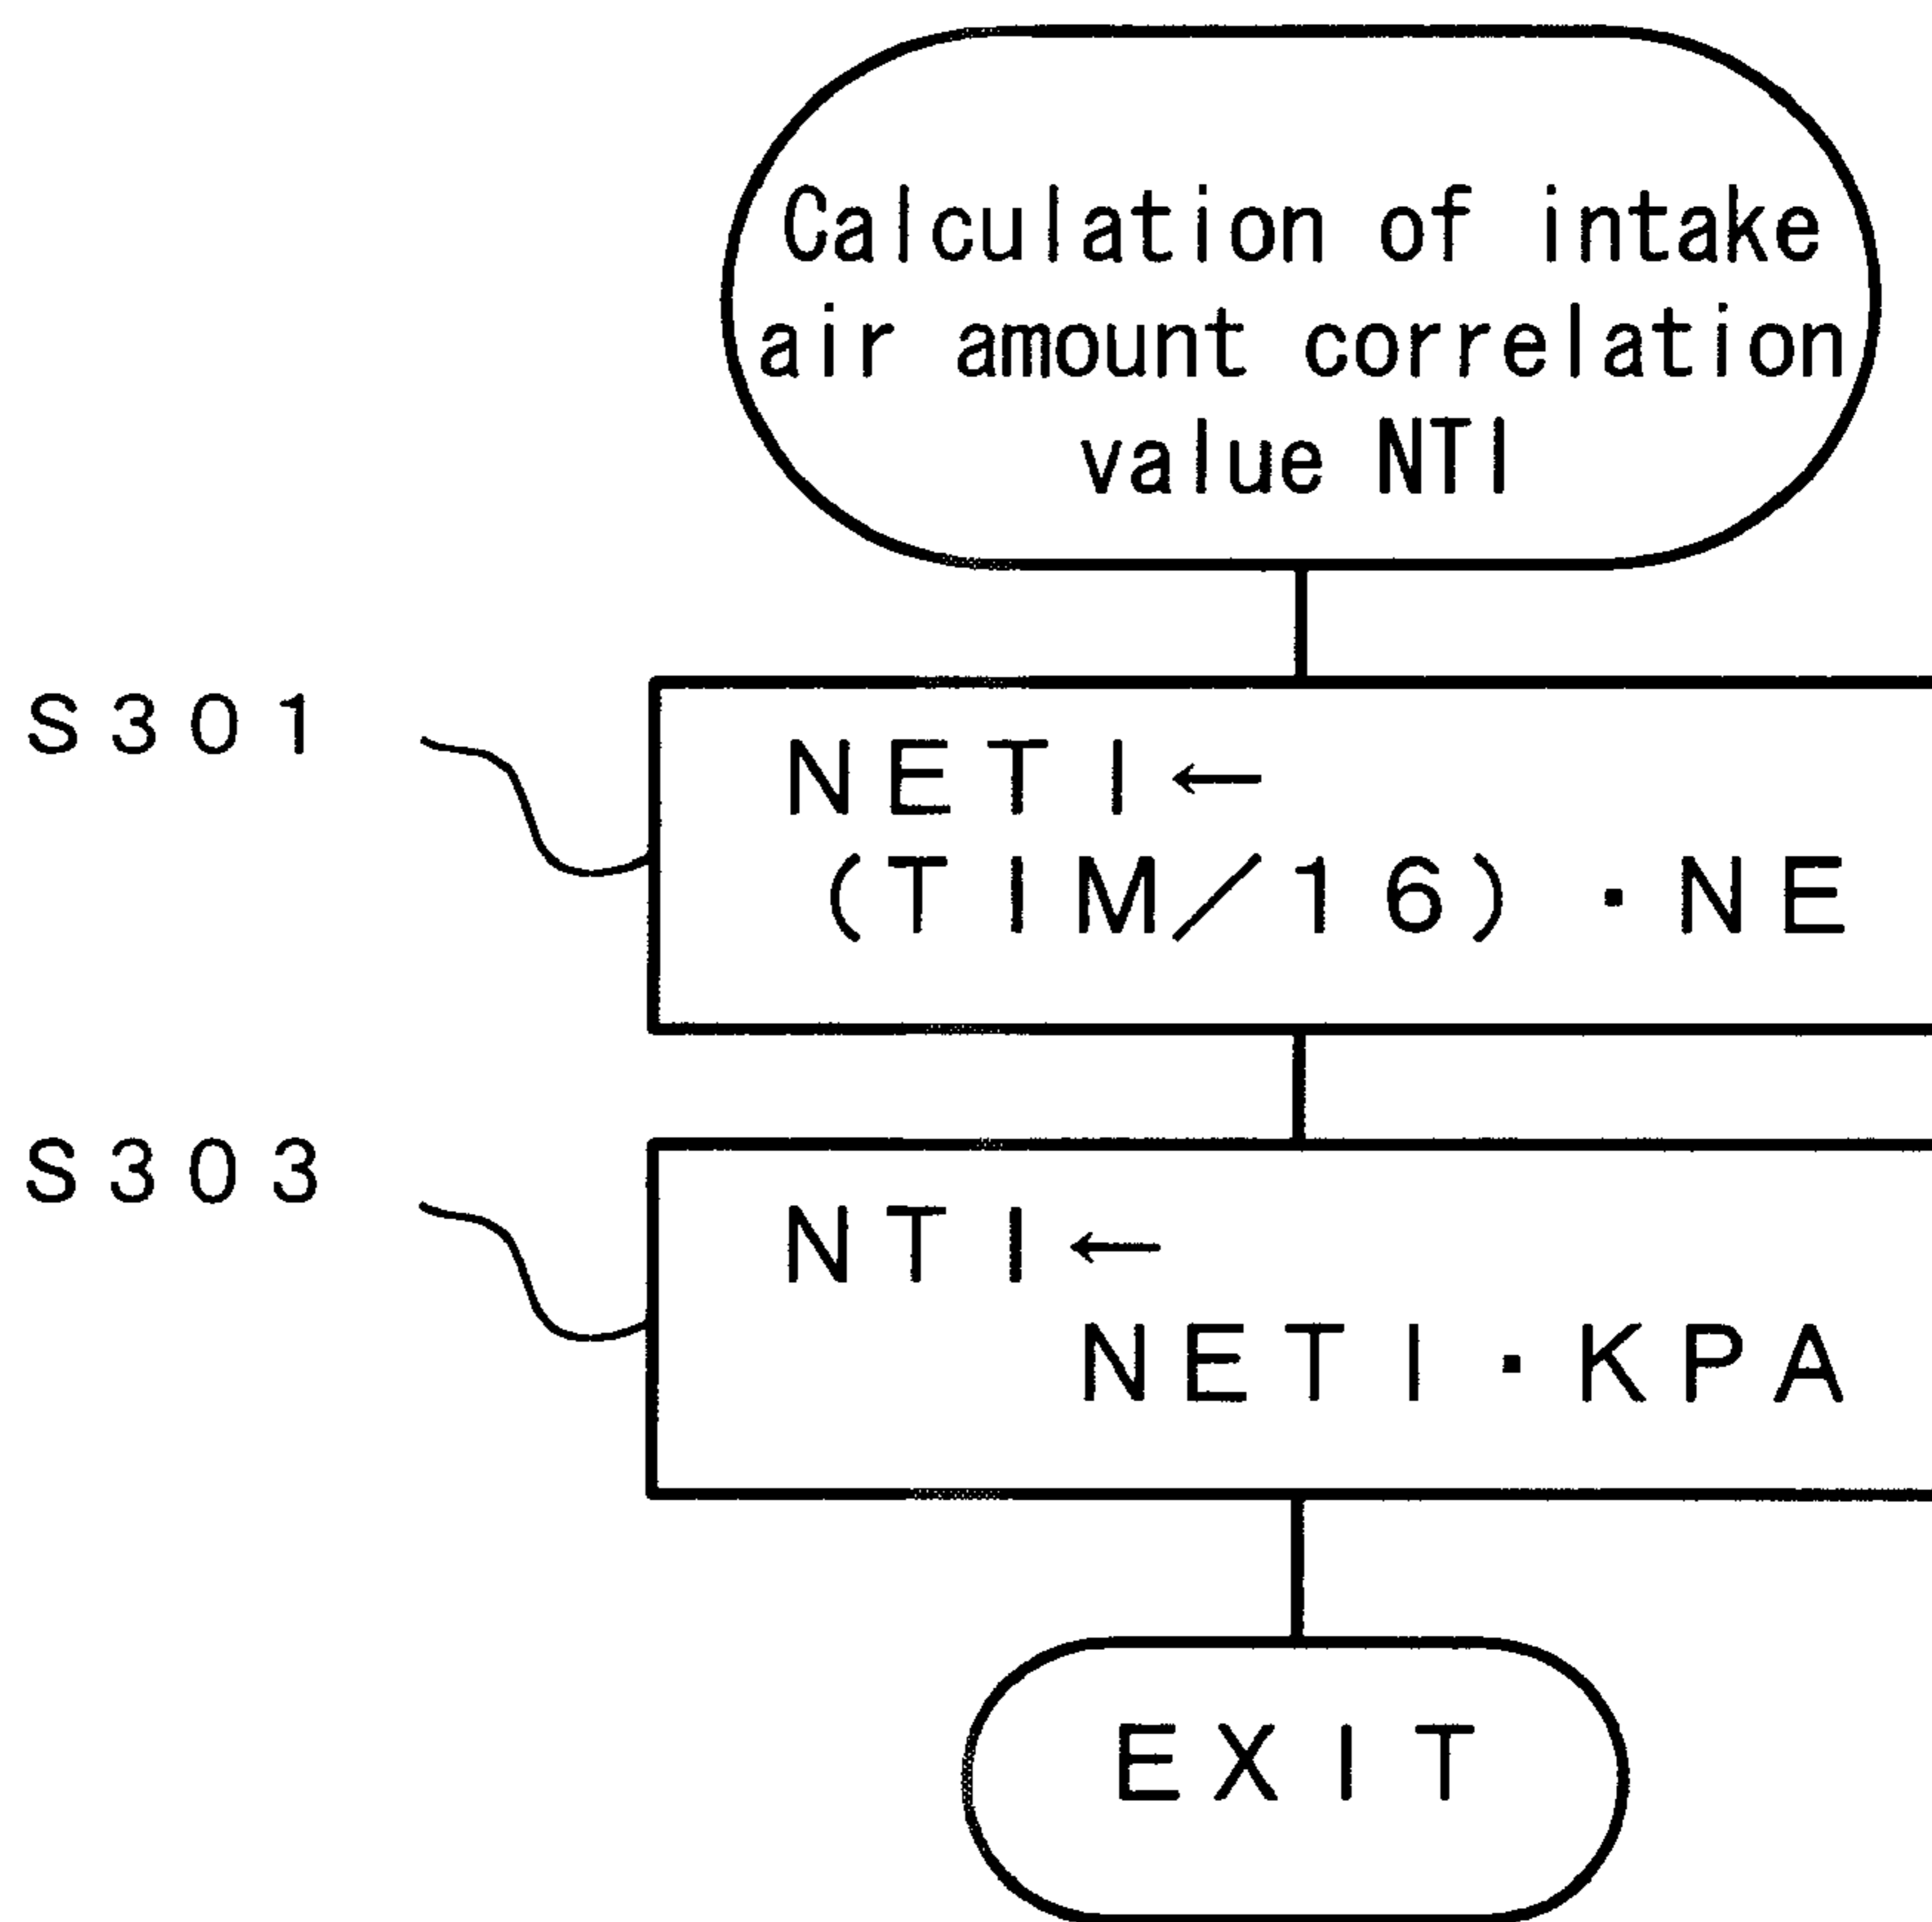 Calculation of intake
air amount correlation
value NTI
S301
NETI←
(TIM/16)・NE
S303
NTI←
NETI・KPA
EXIT